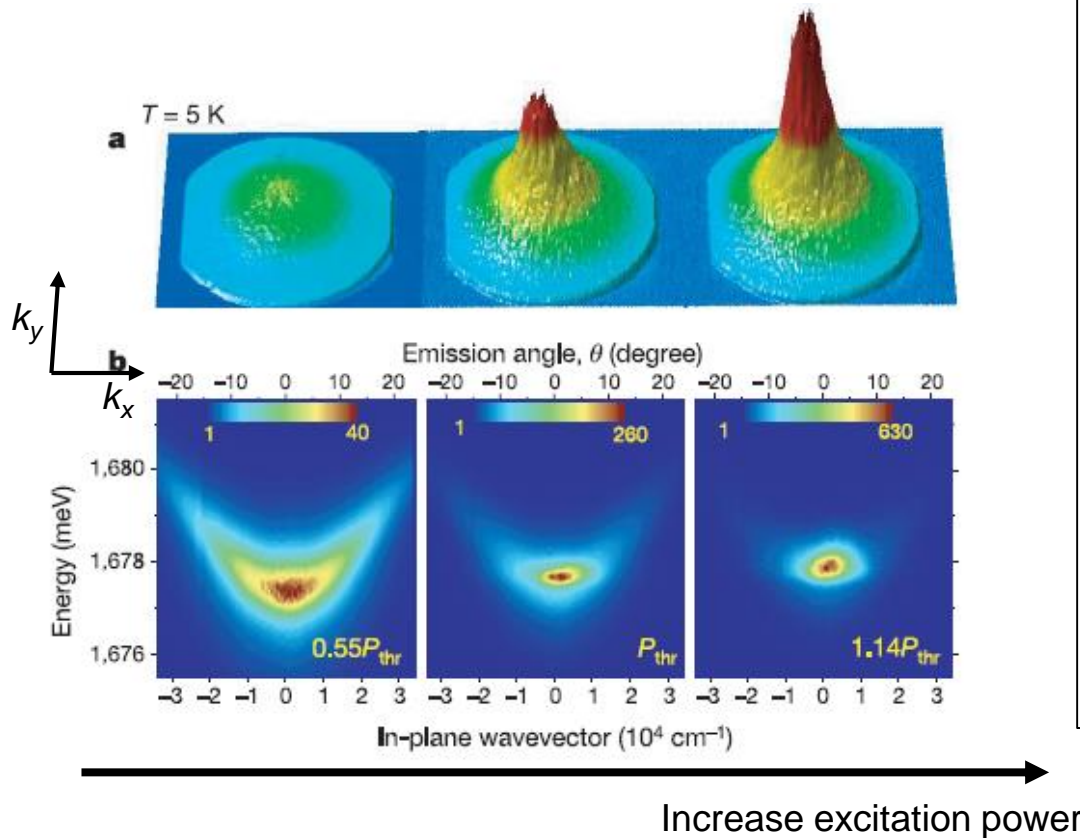 T = 5 K
a
k_y
b
k_x
Emission angle, θ (degree)
–20 –10 0 10 20 –20 –10 0 10 20 –20 –10 0 10 20
1 40 1 260 1 630
Energy (meV)
1,680
1,678
1,676
0.55P_thr P_thr 1.14P_thr
–3 –2 –1 0 1 2 3 –3 –2 –1 0 1 2 3 –3 –2 –1 0 1 2 3
In-plane wavevector (10⁴ cm⁻¹)
Increase excitation power